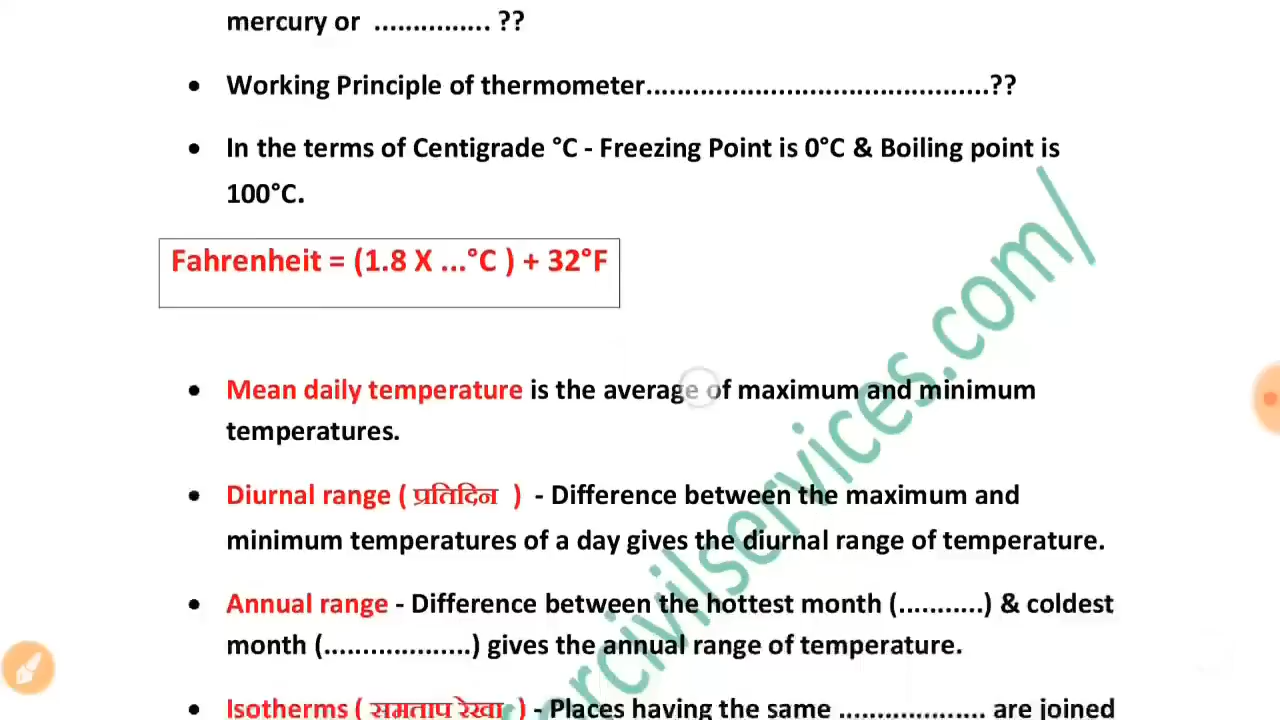 mercury or ............... ??
Working Principle of thermometer............................................??
In the terms of Centigrade °C - Freezing Point is 0°C & Boiling point is
100°C.
Fahrenheit = (1.8 X ...°C ) + 32°F
Mean daily temperature is the average of maximum and minimum
temperatures.
Diurnal range ( प्रतिदिन ) - Difference between the maximum and
minimum temperatures of a day gives the diurnal range of temperature.
Annual range - Difference between the hottest month (...........) & coldest
month (...................) gives the annual range of temperature.
Isotherms ( समताप रेखा ) - Places having the same ................... are joined
ercivilservices.com/